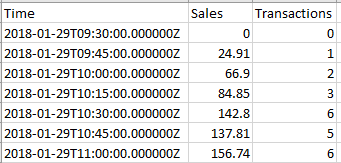 Time Sales Transactions
2018-01-29T09:30:00.000000Z 0 0
2018-01-29T09:45:00.000000Z 24.91 1
2018-01-29T10:00:00.000000Z 66.9 2
2018-01-29T10:15:00.000000Z 84.85 3
2018-01-29T10:30:00.000000Z 142.8 6
2018-01-29T10:45:00.000000Z 137.81 5
2018-01-29T11:00:00.000000Z 156.74 6